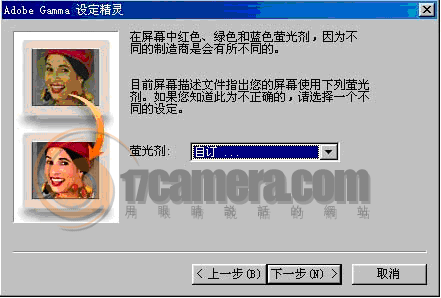 Adobe Gamma 设定精灵
在屏幕中红色、绿色和蓝色萤光剂，因为不
同的制造商是会有所不同的。
目前屏幕描述文件指出您的屏幕使用下列萤光
剂。如果您知道此为不正确的，请选择一个不
同的设定。
萤光剂: 自订 ...
17camera.com
用眼睛說話的網站
< 上一步(B) 下一步(N) > 取消